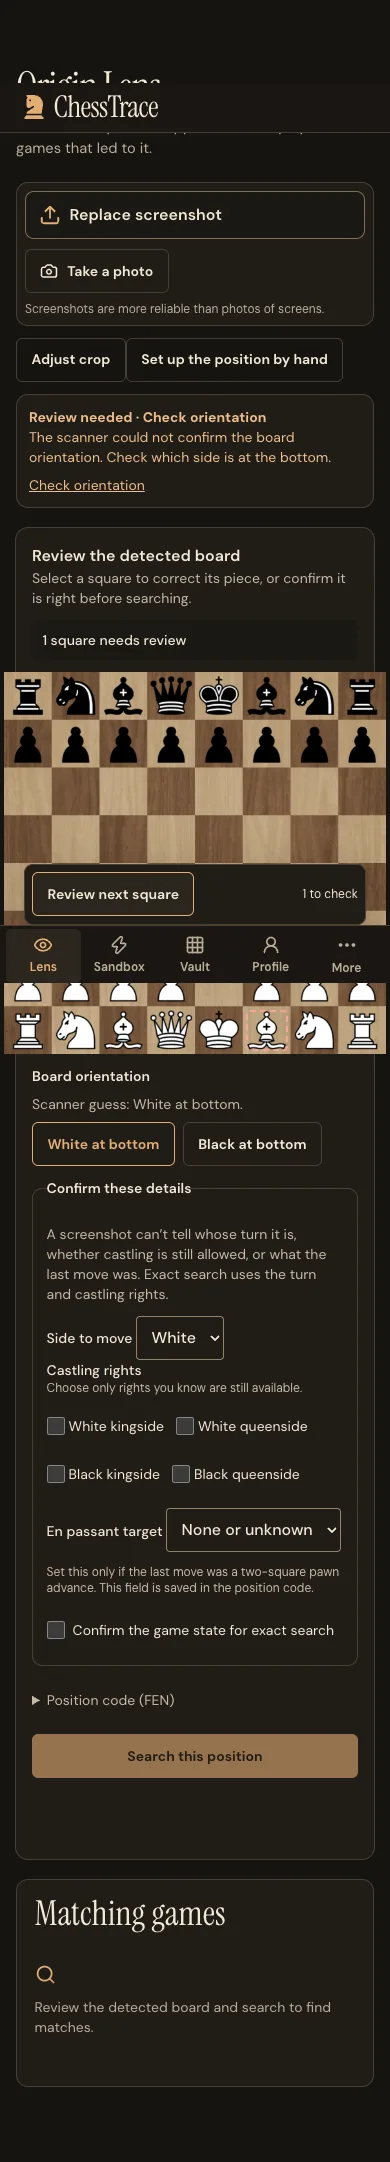 Origin Lens
ChessTrace
games that led to it.
Replace screenshot
Take a photo
Screenshots are more reliable than photos of screens.
Adjust crop
Set up the position by hand
Review needed · Check orientation
The scanner could not confirm the board
orientation. Check which side is at the bottom.
Check orientation
Review the detected board
Select a square to correct its piece, or confirm it
is right before searching.
1 square needs review
Review next square
1 to check
Lens
Sandbox
Vault
Profile
More
Board orientation
Scanner guess: White at bottom.
White at bottom
Black at bottom
Confirm these details
A screenshot can’t tell whose turn it is,
whether castling is still allowed, or what the
last move was. Exact search uses the turn
and castling rights.
Side to move White
Castling rights
Choose only rights you know are still available.
White kingside White queenside
Black kingside Black queenside
En passant target None or unknown
Set this only if the last move was a two-square pawn
advance. This field is saved in the position code.
Confirm the game state for exact search
Position code (FEN)
Search this position
Matching games
Review the detected board and search to find
matches.